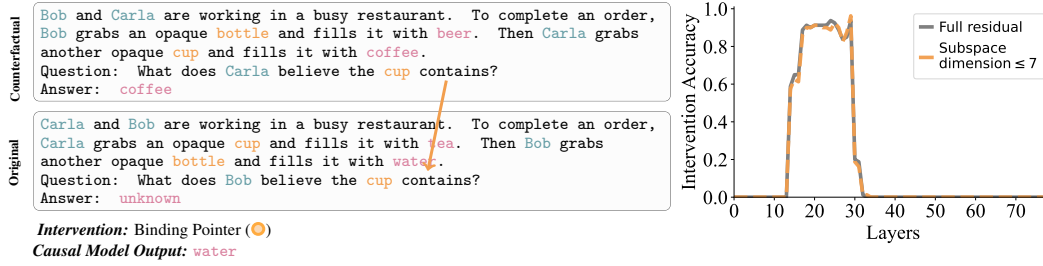 Counterfactual
Bob and Carla are working in a busy restaurant. To complete an order,
Bob grabs an opaque bottle and fills it with beer. Then Carla grabs
another opaque cup and fills it with coffee.
Question: What does Carla believe the cup contains?
Answer: coffee
Original
Carla and Bob are working in a busy restaurant. To complete an order,
Carla grabs an opaque cup and fills it with tea. Then Bob grabs
another opaque bottle and fills it with water.
Question: What does Bob believe the cup contains?
Answer: unknown
Intervention: Binding Pointer ()
Causal Model Output: water
Intervention Accuracy
1.0
0.8
0.6
0.4
0.2
0.0
0 10 20 30 40 50 60 70
Layers
Full residual
Subspace
dimension ≤ 7